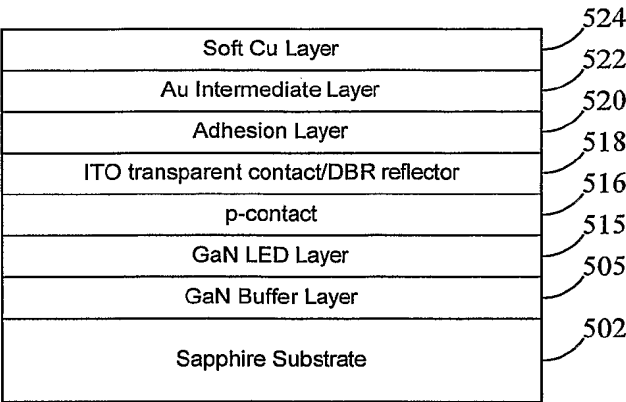 524
Soft Cu Layer
522
Au Intermediate Layer
520
Adhesion Layer
518
ITO transparent contact/DBR reflector
516
p-contact
515
GaN LED Layer
505
GaN Buffer Layer
502
Sapphire Substrate